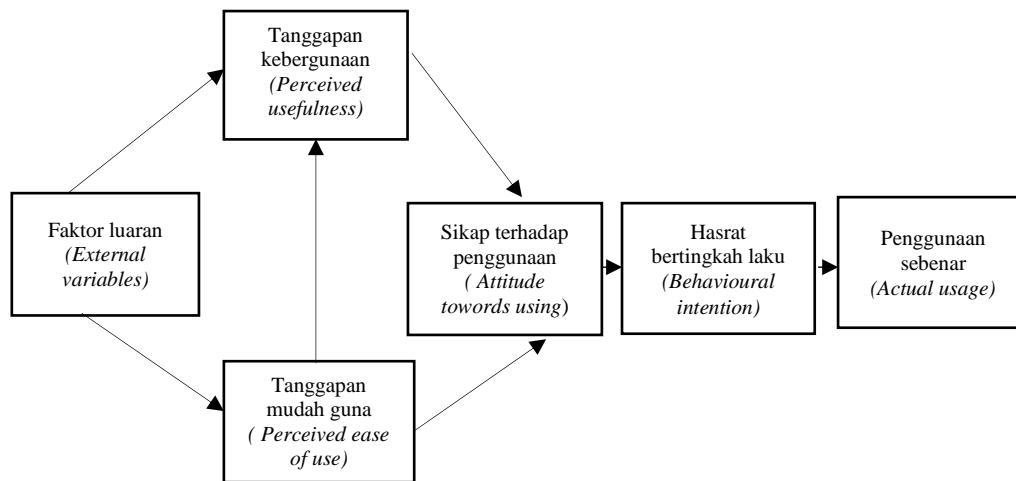 Tanggapan
kebergunaan
(Perceived
usefulness)
Faktor luaran
(External
variables)
Sikap terhadap
penggunaan
( Attitude
towords using)
Hasrat
bertingkah laku
(Behavioural
intention)
Penggunaan
sebenar
(Actual usage)
Tanggapan
mudah guna
( Perceived ease
of use)